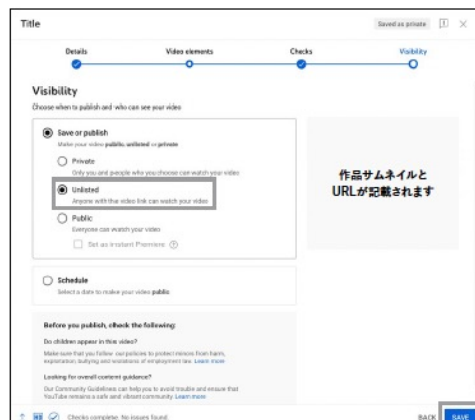 Title
Saved as private
Details
Video elements
Checks
Visibility
Visibility
Choose when to publish and who can see your video
Save or publish
Make your video public, unlisted or private
Private
Only you and people who you choose can watch your video
Unlisted
Anyone with that video link can watch your video
Public
Everyone can watch your video
Set as instant Premiere
作品サムネイルと
URLが記載されます
Schedule
Select a date to make your video public.
Before you publish, check the following:
Do children appear in this video?
Make sure that you follow our policies to protect minors from harm,
exploitation, bullying and violations of employment law. Learn more
Looking for overall content guidance?
Our Community Guidelines can help you to avoid trouble and ensure that
YouTube remains a safe and vibrant community. Learn more
Checks complete. No issues found.
BACK
SAVE